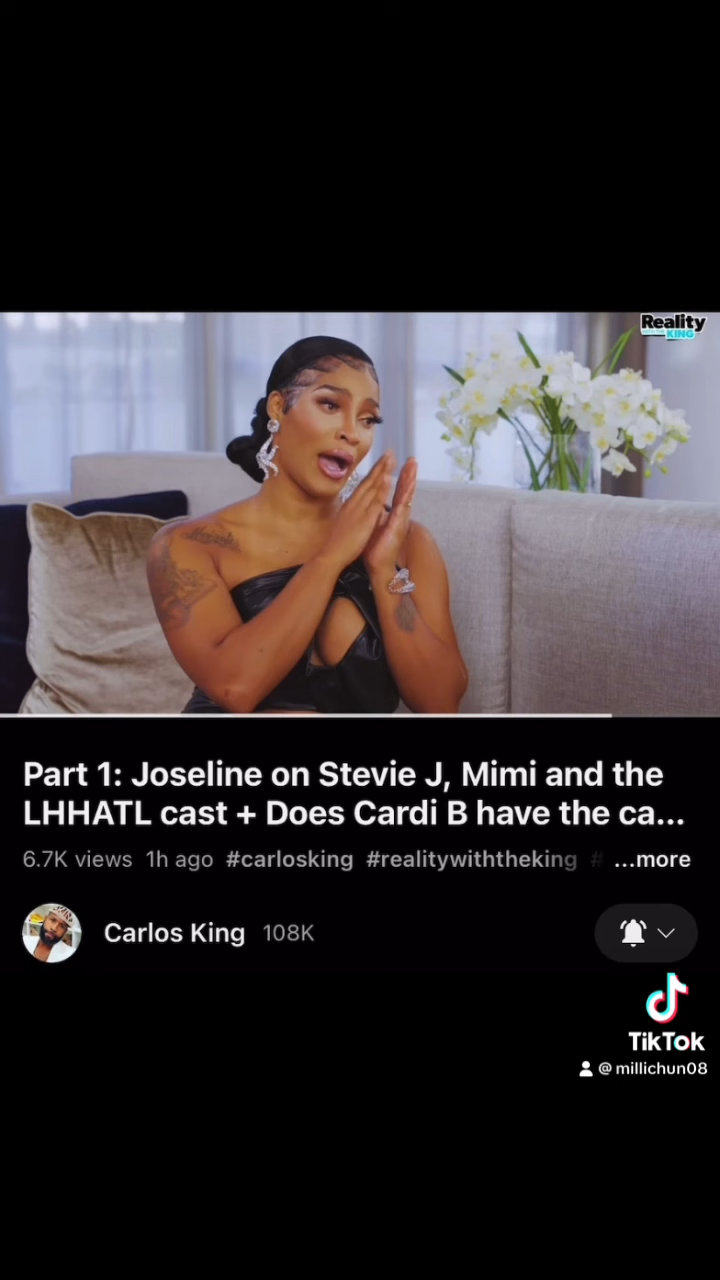 Reality
KING
Part 1: Joseline on Stevie J, Mimi and the
LHHATL cast + Does Cardi B have the ca...
6.7K views 1h ago #carlosking #realitywiththeking # ...more
Carlos King 108K
TikTok
@ millichun08